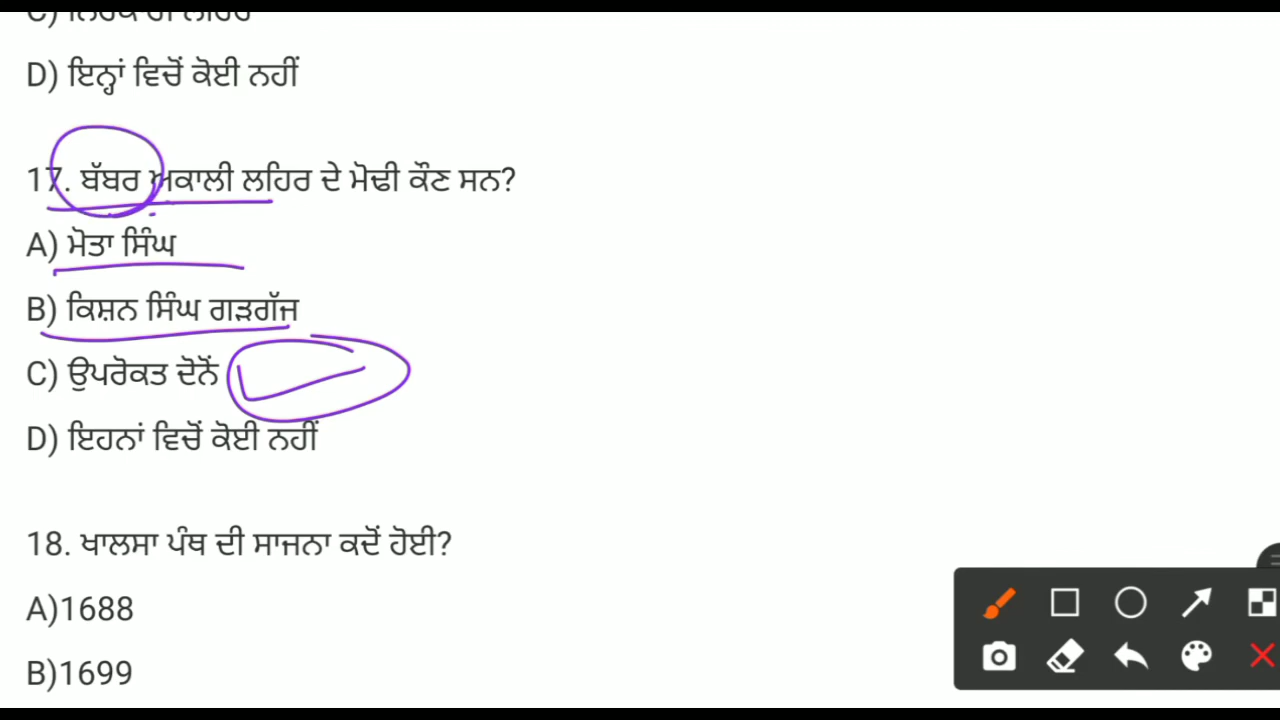 D) ਇਨ੍ਹਾਂ ਵਿਚੋਂ ਕੋਈ ਨਹੀਂ
17. ਬੱਬਰ ਅਕਾਲੀ ਲਹਿਰ ਦੇ ਮੋਢੀ ਕੌਣ ਸਨ?
A) ਮੋਤਾ ਸਿੰਘ
B) ਕਿਸ਼ਨ ਸਿੰਘ ਗੜਗੱਜ
C) ਉਪਰੋਕਤ ਦੋਨੋਂ
D) ਇਹਨਾਂ ਵਿਚੋਂ ਕੋਈ ਨਹੀਂ
18. ਖਾਲਸਾ ਪੰਥ ਦੀ ਸਾਜਨਾ ਕਦੋਂ ਹੋਈ?
A)1688
B)1699